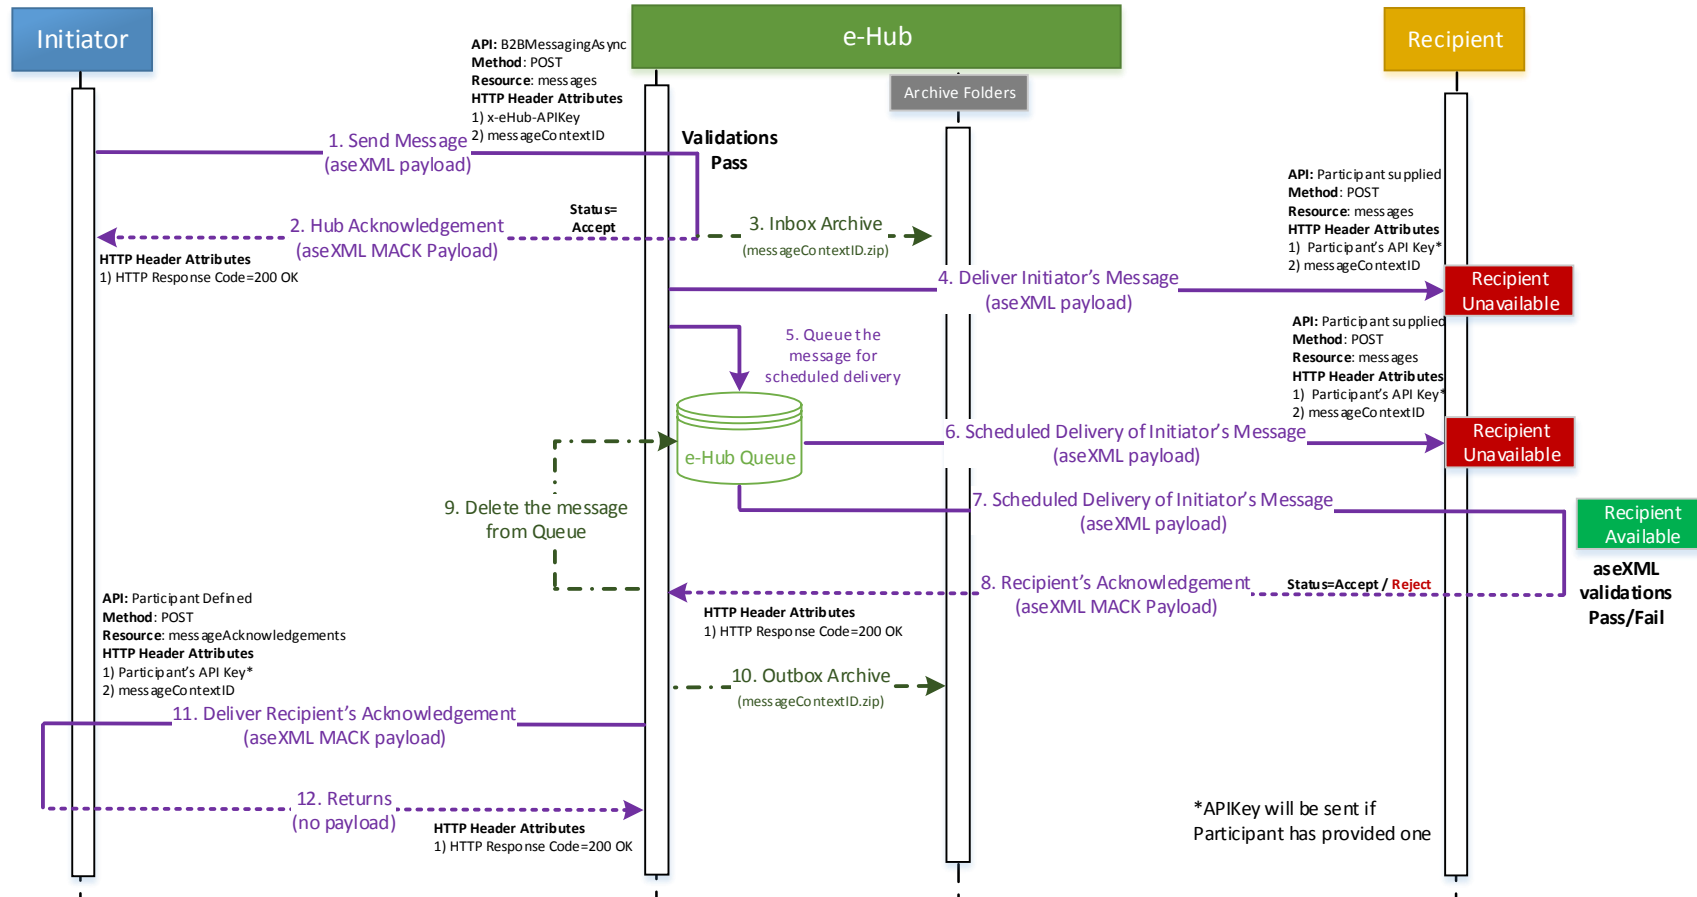 Initiator
e-Hub
Recipient
API: B2BMessagingAsync
Method: POST
Resource: messages
HTTP Header Attributes
1) x-eHub-APIKey
2) messageContextID
Archive Folders
1. Send Message
(aseXML payload)
Validations
Pass
API: Participant supplied
Method: POST
Resource: messages
HTTP Header Attributes
1) Participant's API Key*
2) messageContextID
Status=
Accept
2. Hub Acknowledgement
(aseXML MACK Payload)
3. Inbox Archive
(messageContextID.zip)
HTTP Header Attributes
1) HTTP Response Code=200 OK
4. Deliver Initiator's Message
(aseXML payload)
Recipient
Unavailable
5. Queue the
message for
scheduled delivery
API: Participant supplied
Method: POST
Resource: messages
HTTP Header Attributes
1) Participant's API Key*
2) messageContextID
e-Hub Queue
6. Scheduled Delivery of Initiator's Message
(aseXML payload)
Recipient
Unavailable
7. Scheduled Delivery of Initiator's Message
(aseXML payload)
Recipient
Available
9. Delete the message
from Queue
aseXML
validations
Pass/Fail
8. Recipient's Acknowledgement
(aseXML MACK Payload)
Status=Accept / Reject
HTTP Header Attributes
1) HTTP Response Code=200 OK
API: Participant Defined
Method: POST
Resource: messageAcknowledgements
HTTP Header Attributes
1) Participant's API Key*
2) messageContextID
10. Outbox Archive
(messageContextID.zip)
11. Deliver Recipient's Acknowledgement
(aseXML MACK payload)
12. Returns
(no payload)
HTTP Header Attributes
1) HTTP Response Code=200 OK
*APIKey will be sent if
Participant has provided one